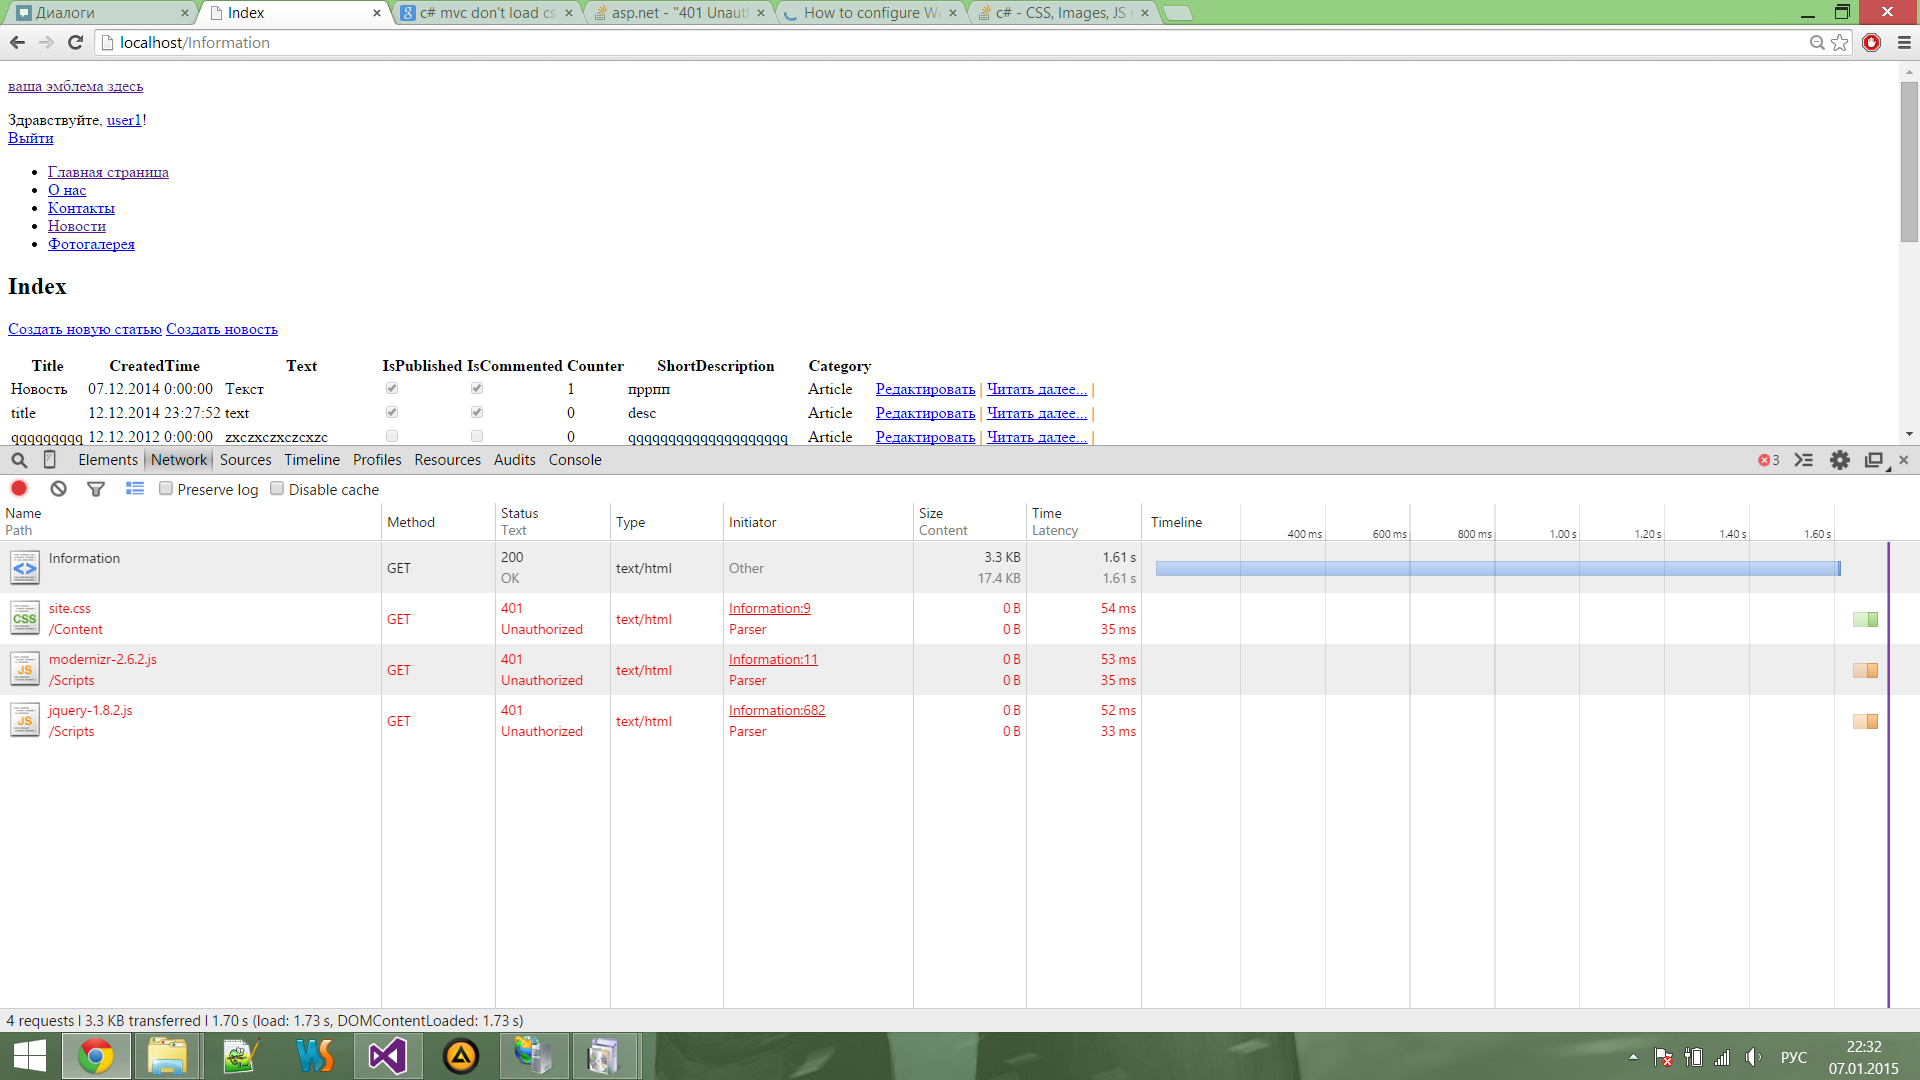 Диалоги
Index
c# mvc don't load cs
asp.net - "401 Unaut
How to configure W
c# - CSS, Images, JS
localhost/Information
ваша эмблема здесь
Здравствуйте, user1!
Выйти
Главная страница
О нас
Контакты
Новости
Фотогалерея
Index
Создать новую статью Создать новость
Title CreatedTime Text IsPublished IsCommented Counter ShortDescription Category
Новость 07.12.2014 0:00:00 Текст 1 пррпп Article Редактировать | Читать далее... |
title 12.12.2014 23:27:52 text 0 desc Article Редактировать | Читать далее... |
qqqqqqqqq 12.12.2012 0:00:00 zxczxczxczcxzc 0 qqqqqqqqqqqqqqqqqqqq Article Редактировать | Читать далее... |
Elements Network Sources Timeline Profiles Resources Audits Console 3
Preserve log Disable cache
Name Path Method Status Text Type Initiator Size Content Time Latency Timeline 400 ms 600 ms 800 ms 1.00 s 1.20 s 1.40 s 1.60 s
Information GET 200 text/html Other 3.3 KB 1.61 s
OK 17.4 KB 1.61 s
site.css GET 401 text/html Information:9 0 B 54 ms
/Content Unauthorized Parser 0 B 35 ms
modernizr-2.6.2.js GET 401 text/html Information:11 0 B 53 ms
/Scripts Unauthorized Parser 0 B 35 ms
jquery-1.8.2.js GET 401 text/html Information:682 0 B 52 ms
/Scripts Unauthorized Parser 0 B 33 ms
4 requests | 3.3 KB transferred | 1.70 s (load: 1.73 s, DOMContentLoaded: 1.73 s)
РУС
22:32
07.01.2015